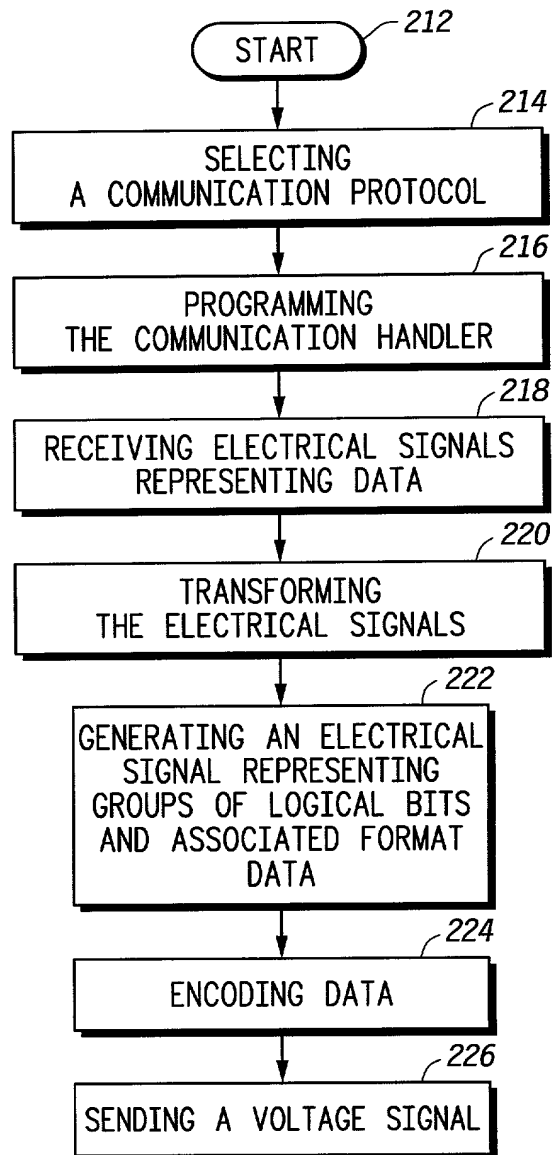 212
START
214
SELECTING
A COMMUNICATION PROTOCOL
216
PROGRAMMING
THE COMMUNICATION HANDLER
218
RECEIVING ELECTRICAL SIGNALS
REPRESENTING DATA
220
TRANSFORMING
THE ELECTRICAL SIGNALS
222
GENERATING AN ELECTRICAL
SIGNAL REPRESENTING
GROUPS OF LOGICAL BITS
AND ASSOCIATED FORMAT
DATA
224
ENCODING DATA
226
SENDING A VOLTAGE SIGNAL